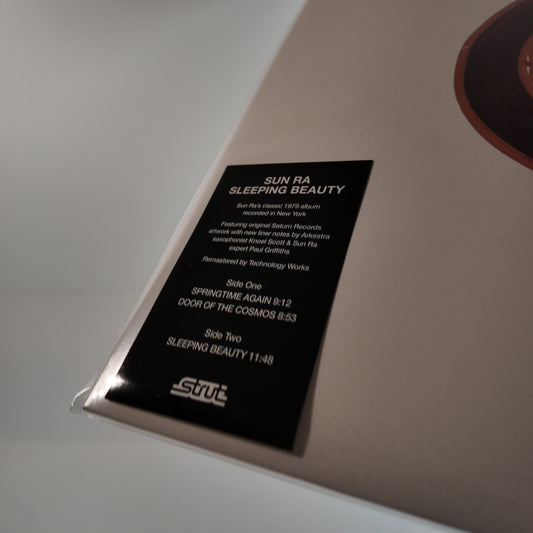 SUN RA
SLEEPING BEAUTY
Sun Ra's classic 1979 album
recorded in New York
Featuring original Saturn Records
artwork with new liner notes by Arkestra
saxophonist Knoel Scott & Sun Ra
expert Paul Griffiths
Remastered by Technology Works
Side One
SPRINGTIME AGAIN 9:12
DOOR OF THE COSMOS 8:53
Side Two
SLEEPING BEAUTY 11:48
Strut